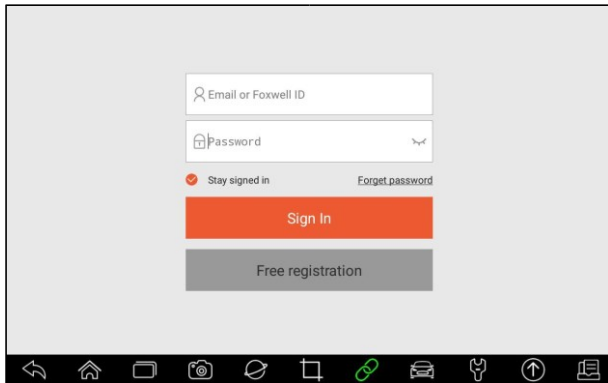 Email or Foxwell ID
Password
Stay signed in Forget password
Sign In
Free registration